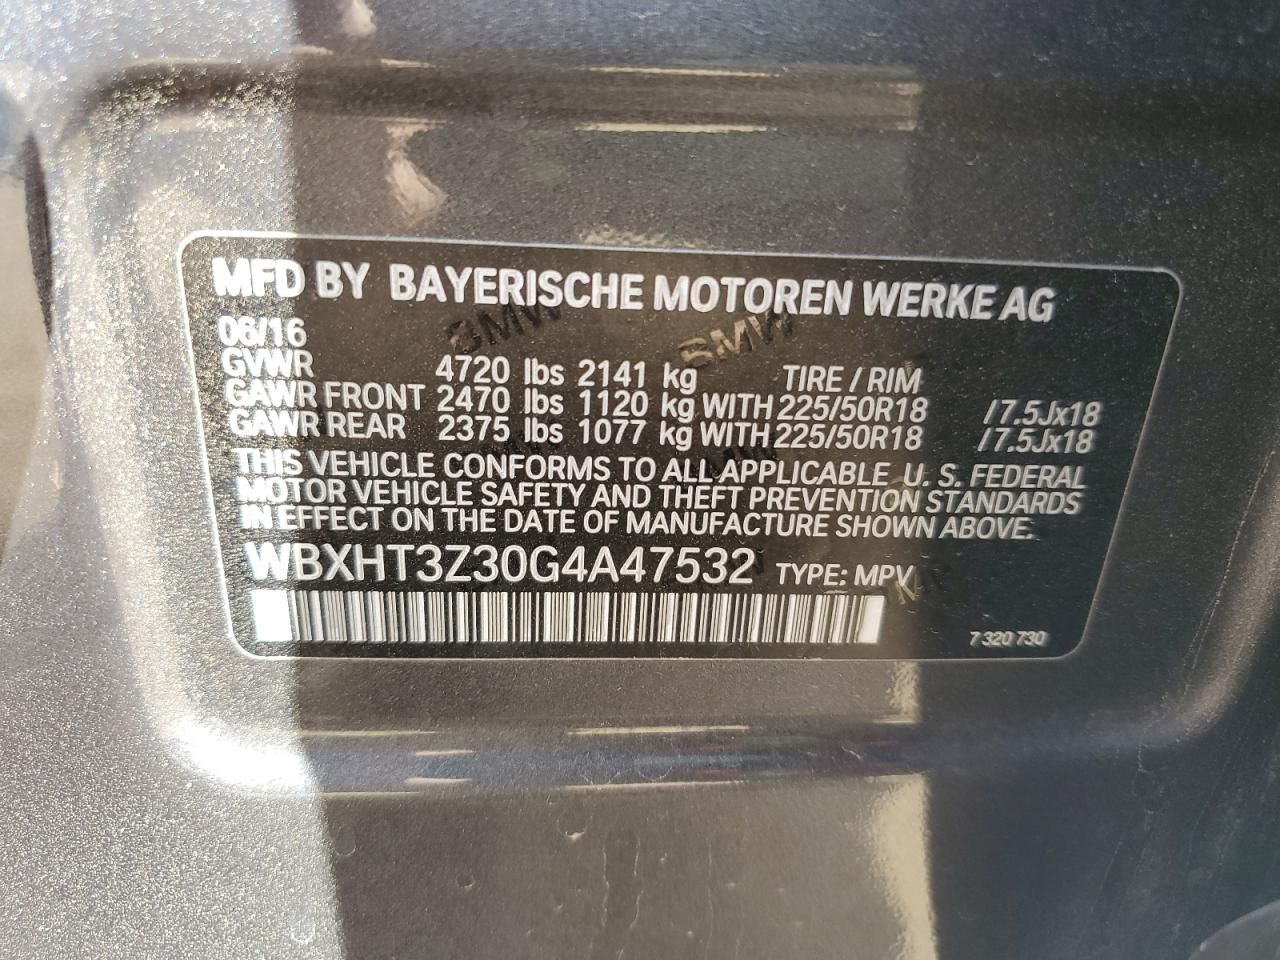 MFD BY BAYERISCHE MOTOREN WERKE AG
06/16
GVWR 4720 lbs 2141 kg TIRE / RIM
GAWR FRONT 2470 lbs 1120 kg WITH 225/50R18 /7.5Jx18
GAWR REAR 2375 lbs 1077 kg WITH 225/50R18 /7.5Jx18
THIS VEHICLE CONFORMS TO ALL APPLICABLE U. S. FEDERAL
MOTOR VEHICLE SAFETY AND THEFT PREVENTION STANDARDS
IN EFFECT ON THE DATE OF MANUFACTURE SHOWN ABOVE.
WBXHT3Z30G4A47532 TYPE: MPV
7 320 730
BMW
BMW